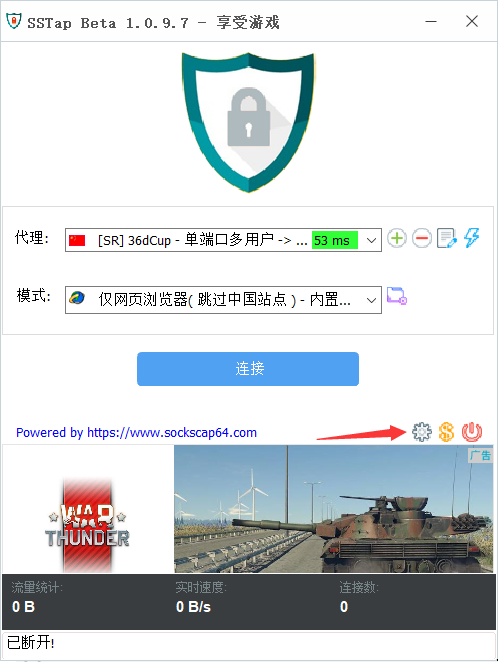 SSTap Beta 1.0.9.7 - 享受游戏
代理:
[SR] 36dCup - 单端口多用户 -> ... 53 ms
模式:
仅网页浏览器( 跳过中国站点 ) - 内置...
连接
Powered by https://www.sockscap64.com
广告
WAR
THUNDER
流量统计: 实时速度: 连接数:
0 B 0 B/s 0
已断开!